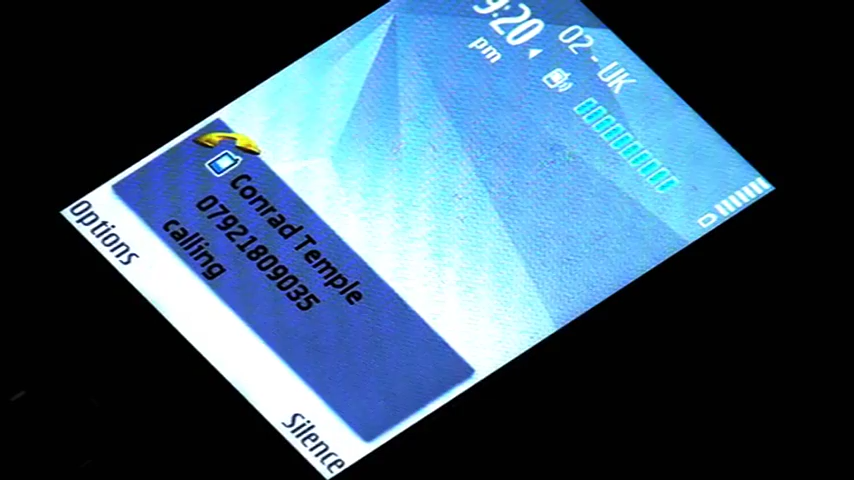 9:20
pm
O2 - UK
Conrad Temple
07921809035
calling
Options
Silence